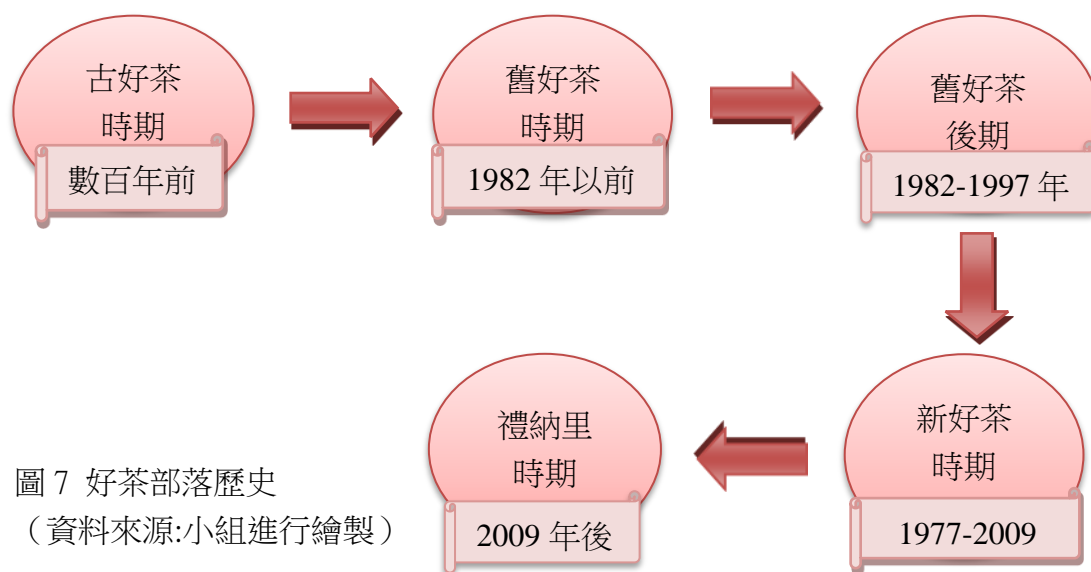 古好茶
時期
數百年前
舊好茶
時期
1982 年以前
舊好茶
後期
1982-1997 年
新好茶
時期
1977-2009
禮納里
時期
2009 年後
圖 7 好茶部落歷史
（資料來源:小組進行繪製）